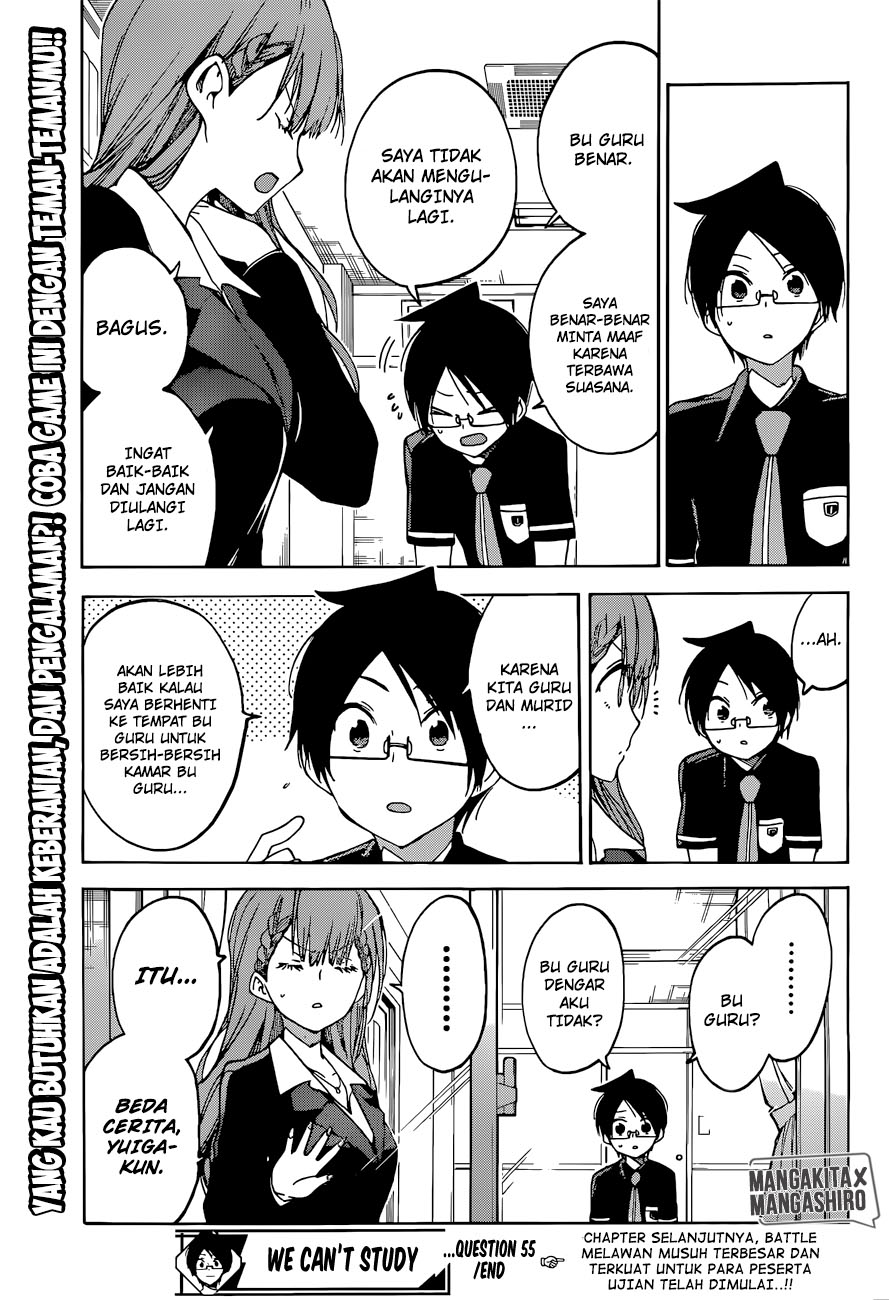 BU GURU
BENAR.
SAYA
BENAR-BENAR
MINTA MAAF
KARENA
TERBAWA
SUASANA.
SAYA TIDAK
AKAN MENGU-
LANGINYA
LAGI.
BAGUS.
INGAT
BAIK-BAIK
DAN JANGAN
DIULANGI
LAGI.
...AH.
KARENA
KITA GURU
DAN MURID
...
AKAN LEBIH
BAIK KALAU
SAYA BERHENTI
KE TEMPAT BU
GURU UNTUK
BERSIH-BERSIH
KAMAR BU
GURU...
BU
GURU?
BU GURU
DENGAR
AKU
TIDAK?
ITU...
BEDA
CERITA,
YUIGA-
KUN.
YANG KAU BUTUHKAN ADALAH KEBERANIAN, DAN PENGALAMAN?! COBA GAME INI DENGAN TEMAN-TEMANMU!!
MANGAKITA X
MANGASHIRO
WE CAN'T STUDY
...QUESTION 55
/END
CHAPTER SELANJUTNYA, BATTLE
MELAWAN MUSUH TERBESAR DAN
TERKUAT UNTUK PARA PESERTA
UJIAN TELAH DIMULAI..!!